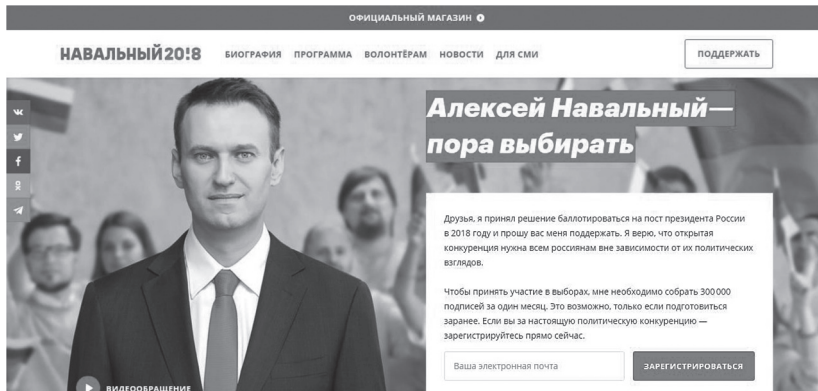 ОФИЦИАЛЬНЫЙ МАГАЗИН
НАВАЛЬНЫЙ 20!8
БИОГРАФИЯ ПРОГРАММА ВОЛОНТЁРАМ НОВОСТИ ДЛЯ СМИ
ПОДДЕРЖАТЬ
Алексей Навальный—
пора выбирать
Друзья, я принял решение баллотироваться на пост президента России
в 2018 году и прошу вас меня поддержать. Я верю, что открытая
конкуренция нужна всем россиянам вне зависимости от их политических
взглядов.
Чтобы принять участие в выборах, мне необходимо собрать 300 000
подписей за один месяц. Это возможно, только если подготовиться
заранее. Если вы за настоящую политическую конкуренцию —
зарегистрируйтесь прямо сейчас.
Ваша электронная почта
ЗАРЕГИСТРИРОВАТЬСЯ
ВИДЕООБРАЩЕНИЕ